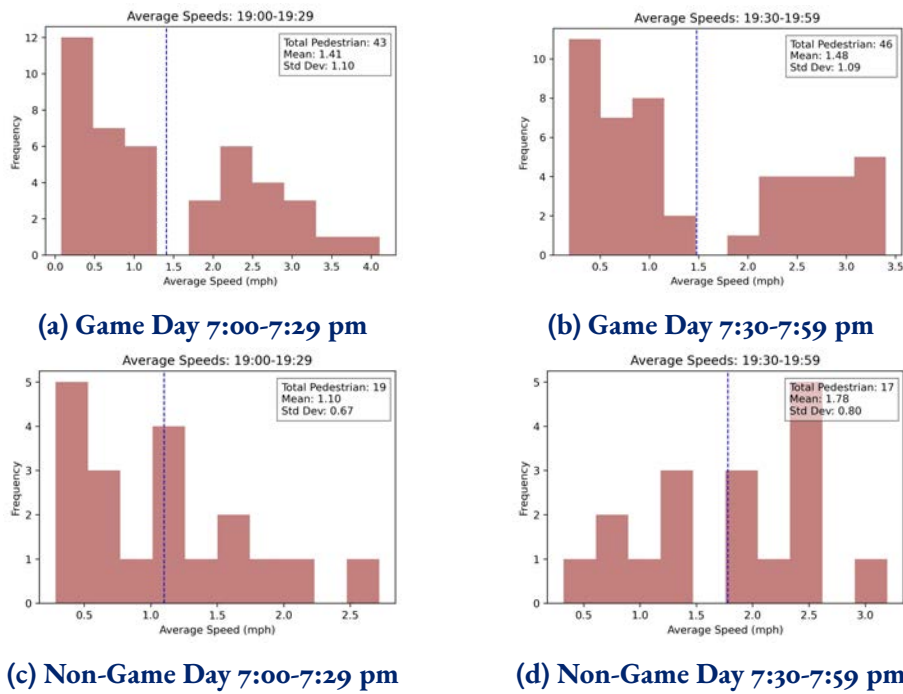 Average Speeds: 19:00-19:29
Total Pedestrian: 43
Mean: 1.41
Std Dev: 1.10
Frequency
12
10
8
6
4
2
0
0.0 0.5 1.0 1.5 2.0 2.5 3.0 3.5 4.0
Average Speed (mph)
(a) Game Day 7:00-7:29 pm
Average Speeds: 19:30-19:59
Total Pedestrian: 46
Mean: 1.48
Std Dev: 1.09
Frequency
10
8
6
4
2
0
0.5 1.0 1.5 2.0 2.5 3.0 3.5
Average Speed (mph)
(b) Game Day 7:30-7:59 pm
Average Speeds: 19:00-19:29
Total Pedestrian: 19
Mean: 1.10
Std Dev: 0.67
Frequency
5
4
3
2
1
0
0.5 1.0 1.5 2.0 2.5
Average Speed (mph)
(c) Non-Game Day 7:00-7:29 pm
Average Speeds: 19:30-19:59
Total Pedestrian: 17
Mean: 1.78
Std Dev: 0.80
Frequency
5
4
3
2
1
0
0.5 1.0 1.5 2.0 2.5 3.0
Average Speed (mph)
(d) Non-Game Day 7:30-7:59 pm